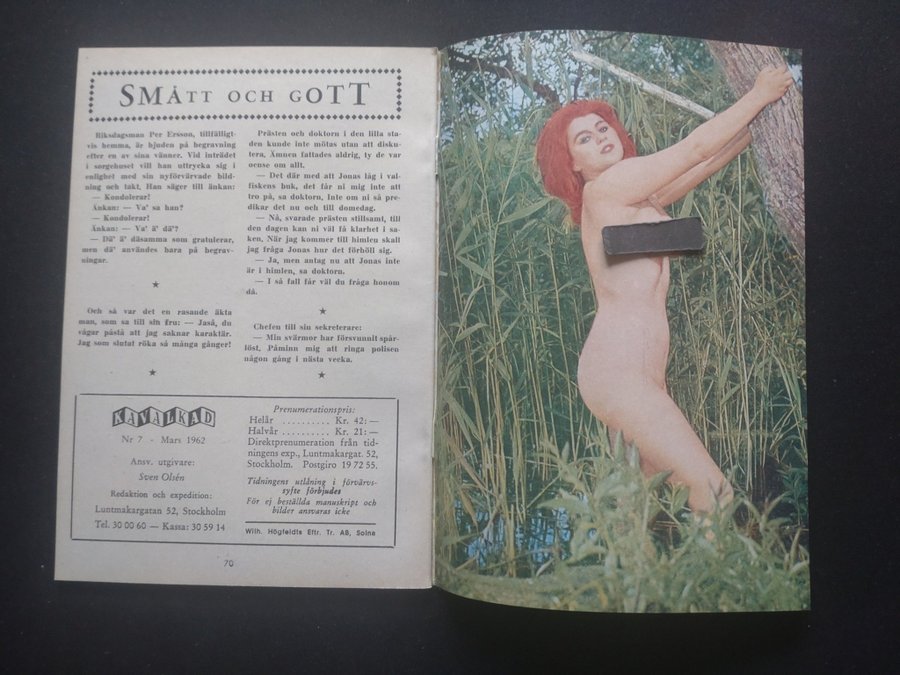 SMÅTT OCH GOTT
Riksdagsman Per Ersson, tillfälligt-
vis hemma, är bjuden på begravning
efter en av sina vänner. Vid inträdet
i sorgehuset vill han uttrycka sig i
enlighet med sin nyförvärvade bild-
ning och takt. Han säger till änkan:
— Kondolerar!
Änkan: — Va' sa han?
— Kondolerar!
Änkan: — Va' ä' dä'?
— Dä' ä' däsamma som gratulerar,
men dä' användes bara på begrav-
ningar.
★
Och så var det en rasande äkta
man, som sa till sin fru: — Jaså, du
vågar påstå att jag saknar karaktär.
Jag som slutat röka så många gånger!
★
Prästen och doktorn i den lilla sta-
den kunde inte mötas utan att disku-
tera. Ämnen fattades aldrig, ty de var
oense om allt.
— Det där med att Jonas låg i val-
fiskens buk, det får ni mig inte att
tro på, sa doktorn. Inte om ni så pre-
dikar det nu och till domedag.
— Nå, svarade prästen stillsamt, till
den dagen kan ni väl få klarhet i sa-
ken. När jag kommer till himlen skall
jag fråga Jonas hur det förhöll sig.
— Ja, men antag nu att Jonas inte
är i himlen, sa doktorn.
— I så fall får väl du fråga honom
då.
★
Chefen till sin sekreterare:
— Min svärmor har försvunnit spår-
löst. Påminn mig att ringa polisen
någon gång i nästa vecka.
★
KAVALKAD
Nr 7 - Mars 1962
Ansv. utgivare:
Sven Olsén
Redaktion och expedition:
Luntmakargatan 52, Stockholm
Tel. 30 00 60 — Kassa: 30 59 14
Prenumerationspris:
Helår .......... Kr. 42: —
Halvår .......... Kr. 21: —
Direktprenumeration från tid-
ningens exp., Luntmakargat. 52,
Stockholm. Postgiro 19 72 55.
Tidningens utlåning i förvärvs-
syfte förbjudes
För ej beställda manuskript och
bilder ansvaras icke
Wilh. Högfeldts Eftr. Tr. AB, Solna
70